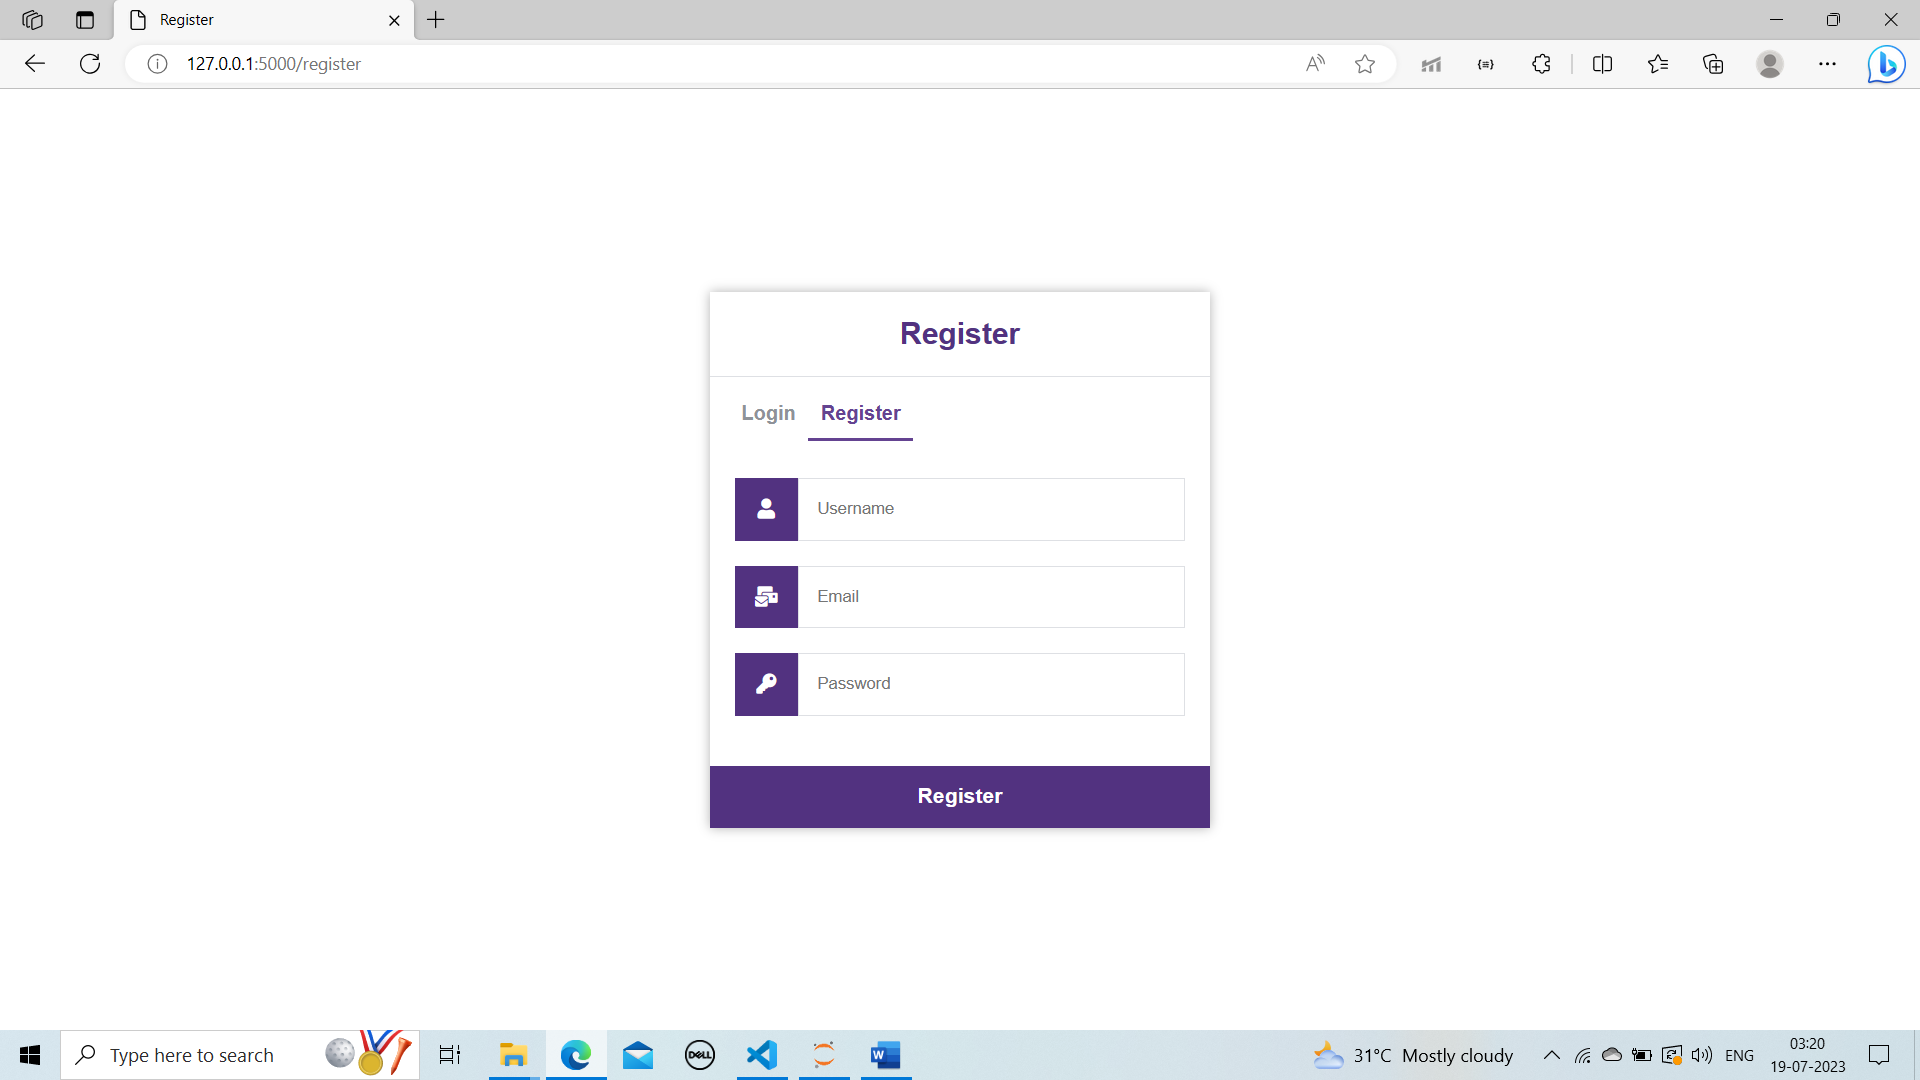 Register
127.0.0.1:5000/register
Register
Login Register
Username
Email
Password
Register
Type here to search
DELL
W
31°C Mostly cloudy
ENG
03:20
19-07-2023